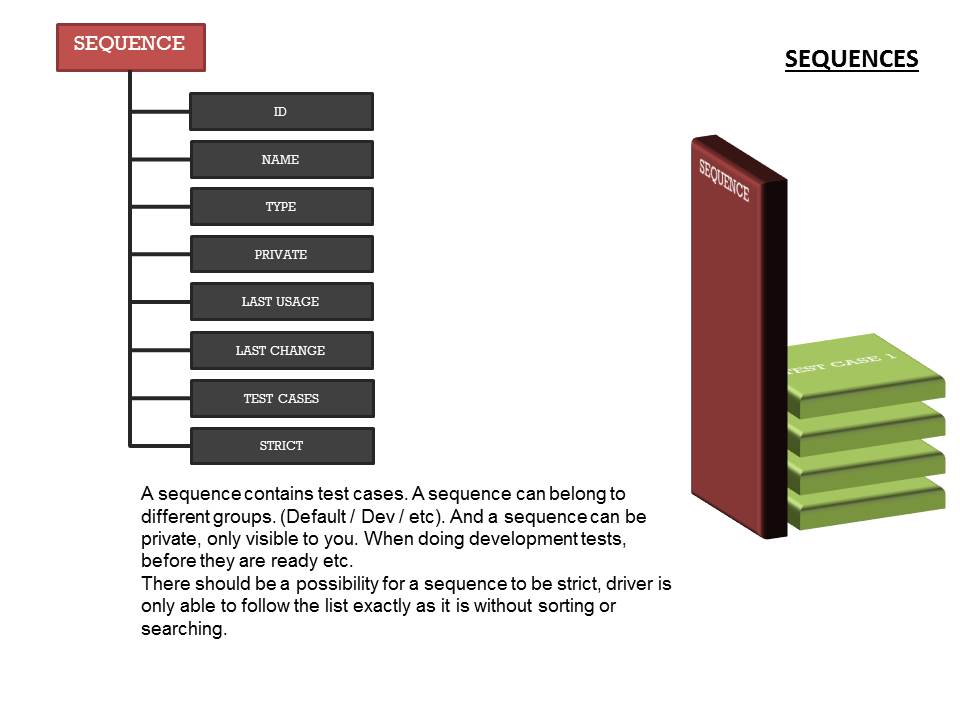 SEQUENCE
SEQUENCES
ID
NAME
TYPE
PRIVATE
LAST USAGE
LAST CHANGE
TEST CASES
STRICT
SEQUENCE
TEST CASE 1
A sequence contains test cases. A sequence can belong to
different groups. (Default / Dev / etc). And a sequence can be
private, only visible to you. When doing development tests,
before they are ready etc.
There should be a possibility for a sequence to be strict, driver is
only able to follow the list exactly as it is without sorting or
searching.